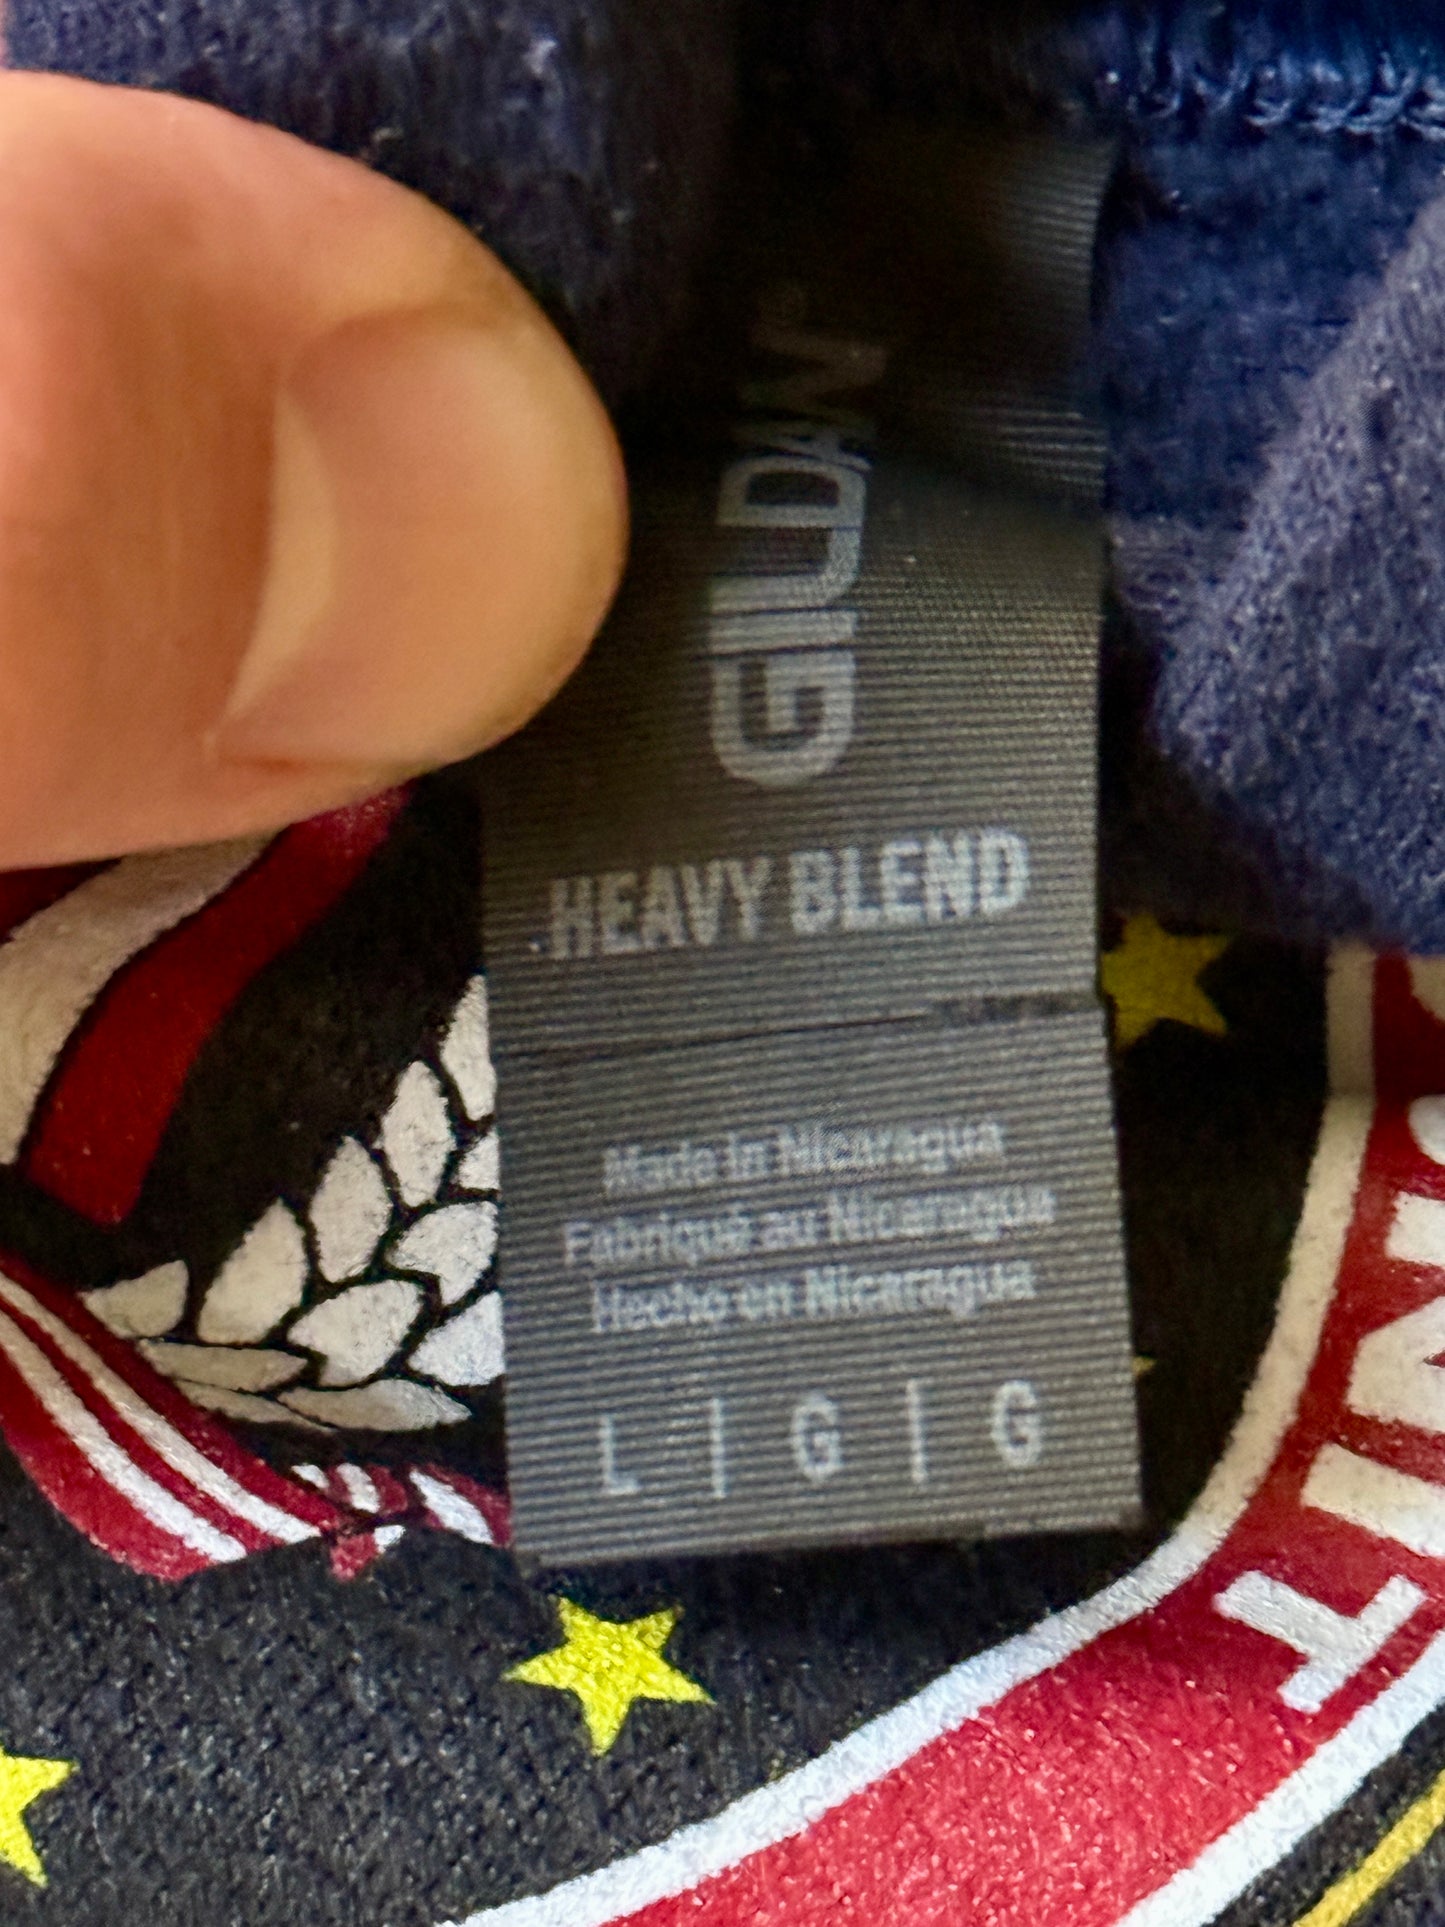 GILDAN
HEAVY BLEND
Made in Nicaragua
Fabriqué au Nicaragua
Hecho en Nicaragua
L | G | G